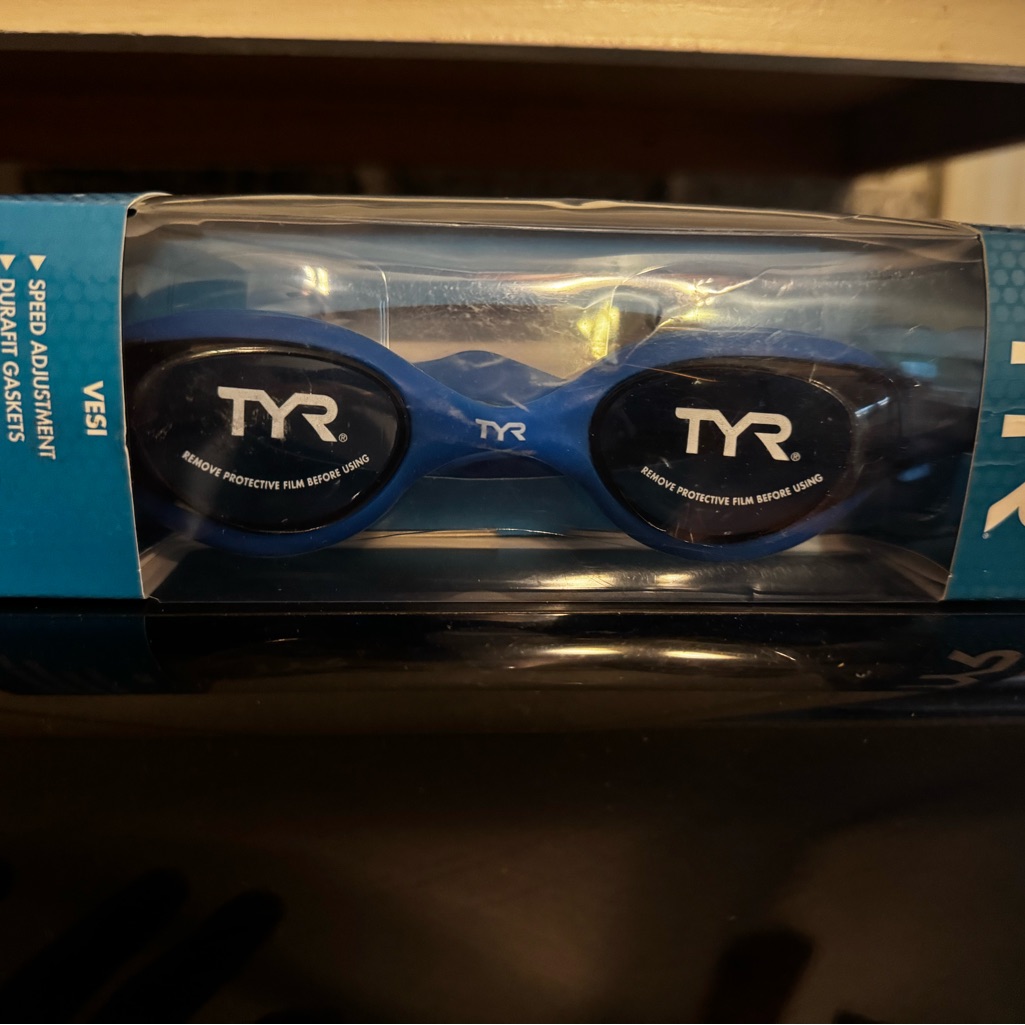 VESI
▶ SPEED ADJUSTMENT
▶ DURAFIT GASKETS
TYR®
REMOVE PROTECTIVE FILM BEFORE USING
TYR
TYR®
REMOVE PROTECTIVE FILM BEFORE USING